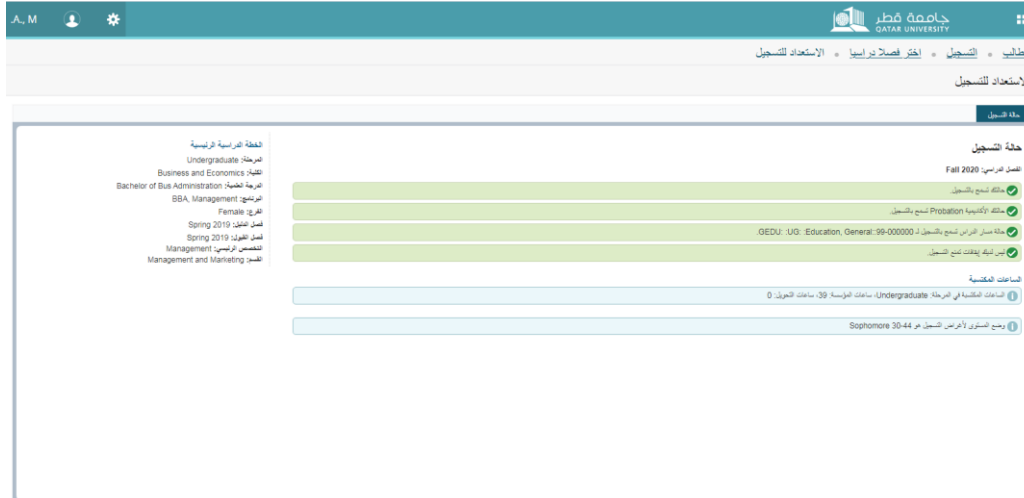 جامعة قطر
QATAR UNIVERSITY
A., M.
طالب • التسجيل • اختر فصلا دراسيا • الاستعداد للتسجيل
لاستعداد للتسجيل
حالة التسجيل
حالة التسجيل
الفصل الدراسي: Fall 2020
حالتك تسمح بالتسجيل.
حالتك الأكاديمية Probation تسمح بالتسجيل.
حالة مسار الدراس تسمح بالتسجيل لـ GEDU: :UG: :Education, General::99-000000.
ليس لديك إيقافات تمنع التسجيل.
الساعات المكتسبة
الساعات المكتسبة في المرحلة: Undergraduate، ساعات المؤسسة: 39، ساعات التحويل: 0
وضع المستوى لأغراض التسجيل هو Sophomore 30-44
الخطة الدراسية الرئيسية
المرحلة: Undergraduate
الكلية: Business and Economics
الدرجة العلمية: Bachelor of Bus Administration
البرنامج: BBA, Management
الفرع: Female
فصل الدليل: Spring 2019
فصل القبول: Spring 2019
التخصص الرئيسي: Management
القسم: Management and Marketing